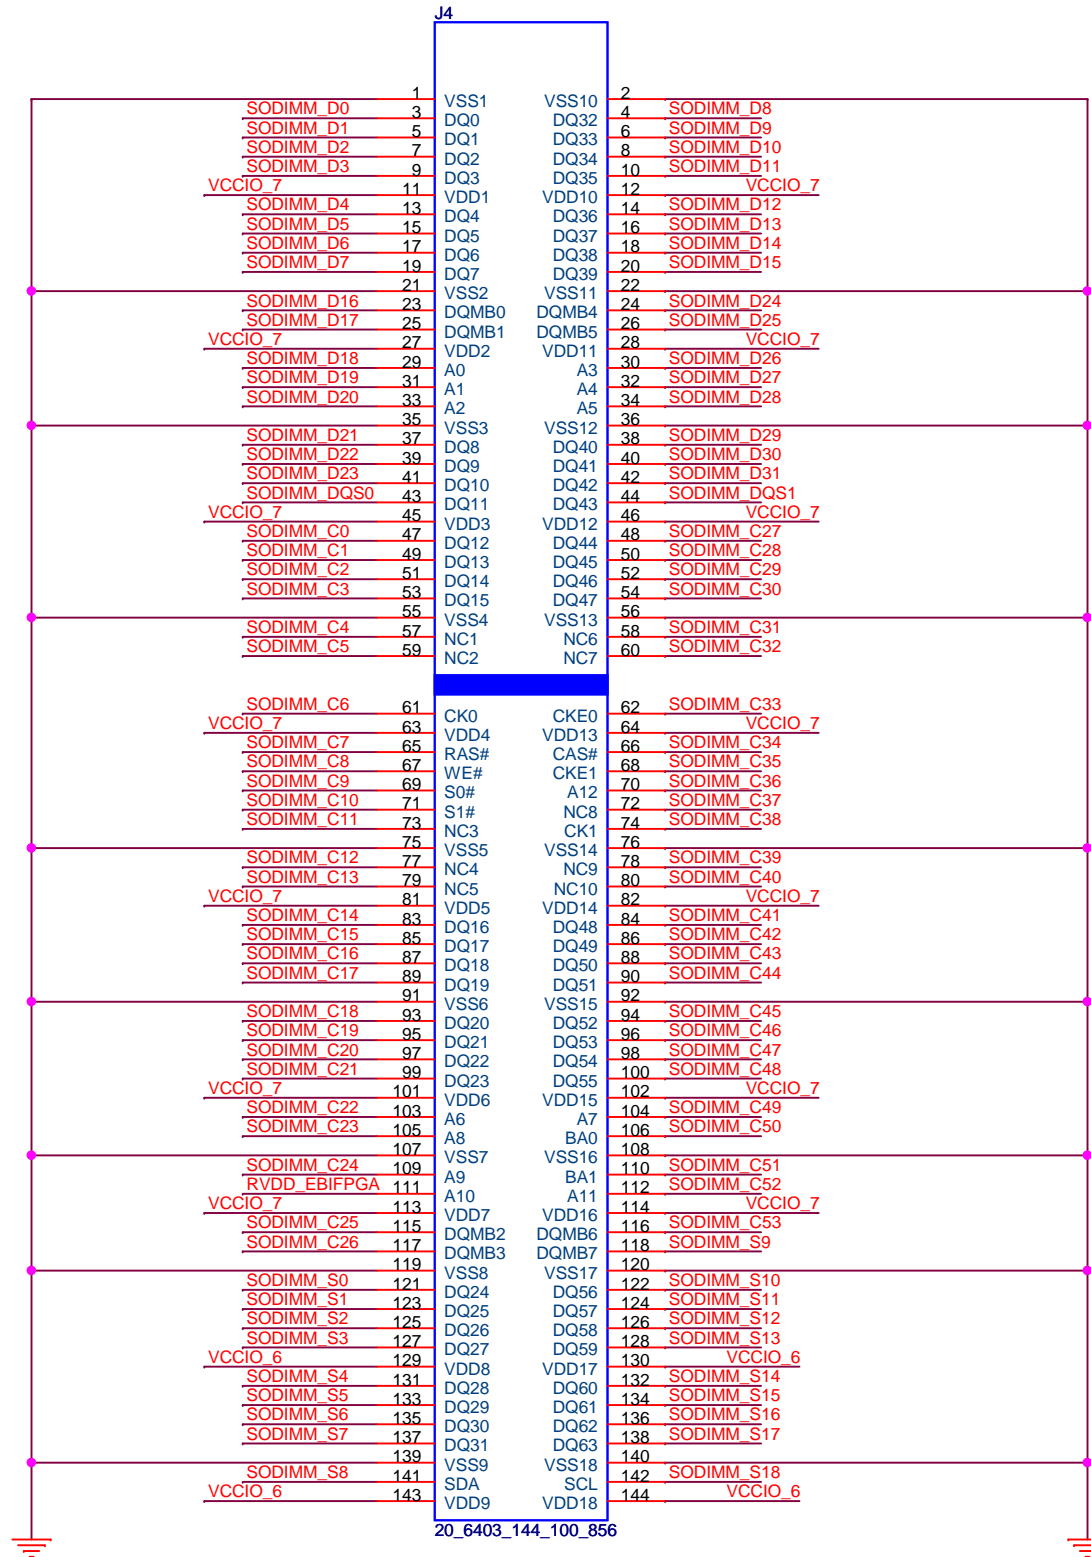 J4
1 VSS1 VSS10 2
SODIMM_D0 3 DQ0 DQ32 4 SODIMM_D8
SODIMM_D1 5 DQ1 DQ33 6 SODIMM_D9
SODIMM_D2 7 DQ2 DQ34 8 SODIMM_D10
SODIMM_D3 9 DQ3 DQ35 10 SODIMM_D11
VCCIO_7 11 VDD1 VDD10 12 VCCIO_7
SODIMM_D4 13 DQ4 DQ36 14 SODIMM_D12
SODIMM_D5 15 DQ5 DQ37 16 SODIMM_D13
SODIMM_D6 17 DQ6 DQ38 18 SODIMM_D14
SODIMM_D7 19 DQ7 DQ39 20 SODIMM_D15
21 VSS2 VSS11 22
SODIMM_D16 23 DQMB0 DQMB4 24 SODIMM_D24
SODIMM_D17 25 DQMB1 DQMB5 26 SODIMM_D25
VCCIO_7 27 VDD2 VDD11 28 VCCIO_7
SODIMM_D18 29 A0 A3 30 SODIMM_D26
SODIMM_D19 31 A1 A4 32 SODIMM_D27
SODIMM_D20 33 A2 A5 34 SODIMM_D28
35 VSS3 VSS12 36
SODIMM_D21 37 DQ8 DQ40 38 SODIMM_D29
SODIMM_D22 39 DQ9 DQ41 40 SODIMM_D30
SODIMM_D23 41 DQ10 DQ42 42 SODIMM_D31
SODIMM_DQS0 43 DQ11 DQ43 44 SODIMM_DQS1
VCCIO_7 45 VDD3 VDD12 46 VCCIO_7
SODIMM_C0 47 DQ12 DQ44 48 SODIMM_C27
SODIMM_C1 49 DQ13 DQ45 50 SODIMM_C28
SODIMM_C2 51 DQ14 DQ46 52 SODIMM_C29
SODIMM_C3 53 DQ15 DQ47 54 SODIMM_C30
55 VSS4 VSS13 56
SODIMM_C4 57 NC1 NC6 58 SODIMM_C31
SODIMM_C5 59 NC2 NC7 60 SODIMM_C32
SODIMM_C6 61 CK0 CKE0 62 SODIMM_C33
VCCIO_7 63 VDD4 VDD13 64 VCCIO_7
SODIMM_C7 65 RAS# CAS# 66 SODIMM_C34
SODIMM_C8 67 WE# CKE1 68 SODIMM_C35
SODIMM_C9 69 S0# A12 70 SODIMM_C36
SODIMM_C10 71 S1# NC8 72 SODIMM_C37
SODIMM_C11 73 NC3 CK1 74 SODIMM_C38
75 VSS5 VSS14 76
SODIMM_C12 77 NC4 NC9 78 SODIMM_C39
SODIMM_C13 79 NC5 NC10 80 SODIMM_C40
VCCIO_7 81 VDD5 VDD14 82 VCCIO_7
SODIMM_C14 83 DQ16 DQ48 84 SODIMM_C41
SODIMM_C15 85 DQ17 DQ49 86 SODIMM_C42
SODIMM_C16 87 DQ18 DQ50 88 SODIMM_C43
SODIMM_C17 89 DQ19 DQ51 90 SODIMM_C44
91 VSS6 VSS15 92
SODIMM_C18 93 DQ20 DQ52 94 SODIMM_C45
SODIMM_C19 95 DQ21 DQ53 96 SODIMM_C46
SODIMM_C20 97 DQ22 DQ54 98 SODIMM_C47
SODIMM_C21 99 DQ23 DQ55 100 SODIMM_C48
VCCIO_7 101 VDD6 VDD15 102 VCCIO_7
SODIMM_C22 103 A6 A7 104 SODIMM_C49
SODIMM_C23 105 A8 BA0 106 SODIMM_C50
107 VSS7 VSS16 108
SODIMM_C24 109 A9 BA1 110 SODIMM_C51
RVDD_EBIFPGA 111 A10 A11 112 SODIMM_C52
VCCIO_7 113 VDD7 VDD16 114 VCCIO_7
SODIMM_C25 115 DQMB2 DQMB6 116 SODIMM_C53
SODIMM_C26 117 DQMB3 DQMB7 118 SODIMM_S9
119 VSS8 VSS17 120
SODIMM_S0 121 DQ24 DQ56 122 SODIMM_S10
SODIMM_S1 123 DQ25 DQ57 124 SODIMM_S11
SODIMM_S2 125 DQ26 DQ58 126 SODIMM_S12
SODIMM_S3 127 DQ27 DQ59 128 SODIMM_S13
VCCIO_6 129 VDD8 VDD17 130 VCCIO_6
SODIMM_S4 131 DQ28 DQ60 132 SODIMM_S14
SODIMM_S5 133 DQ29 DQ61 134 SODIMM_S15
SODIMM_S6 135 DQ30 DQ62 136 SODIMM_S16
SODIMM_S7 137 DQ31 DQ63 138 SODIMM_S17
139 VSS9 VSS18 140
SODIMM_S8 141 SDA SCL 142 SODIMM_S18
VCCIO_6 143 VDD9 VDD18 144 VCCIO_6
20_6403_144_100_856